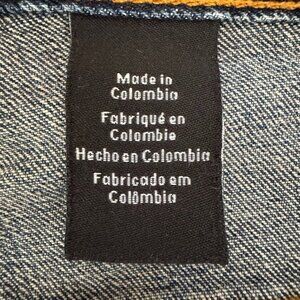 Made in
Colombia
Fabriqué en
Colombie
Hecho en Colombia
Fabricado em
Colômbia